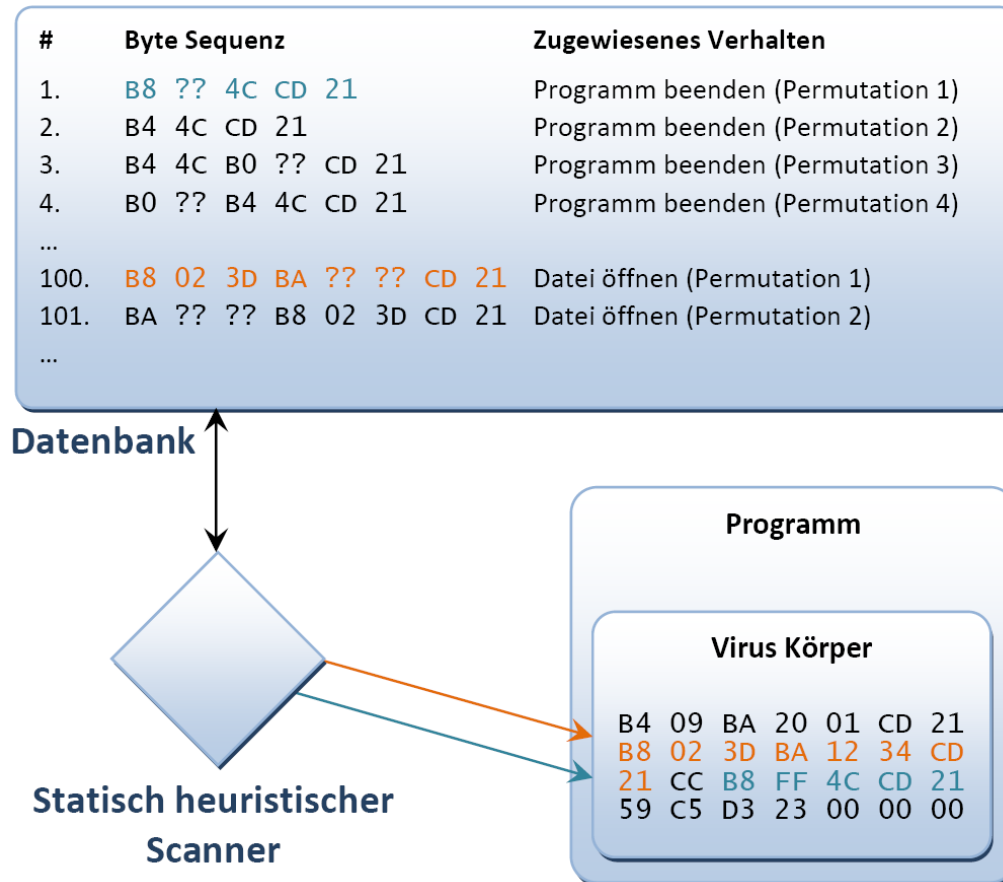 # Byte Sequenz Zugewiesenes Verhalten
1. B8 ?? 4C CD 21 Programm beenden (Permutation 1)
2. B4 4C CD 21 Programm beenden (Permutation 2)
3. B4 4C B0 ?? CD 21 Programm beenden (Permutation 3)
4. B0 ?? B4 4C CD 21 Programm beenden (Permutation 4)
...
100. B8 02 3D BA ?? ?? CD 21 Datei öffnen (Permutation 1)
101. BA ?? ?? B8 02 3D CD 21 Datei öffnen (Permutation 2)
...
Datenbank
Programm
Virus Körper
B4 09 BA 20 01 CD 21
B8 02 3D BA 12 34 CD
21 CC B8 FF 4C CD 21
59 C5 D3 23 00 00 00
Statisch heuristischer
Scanner